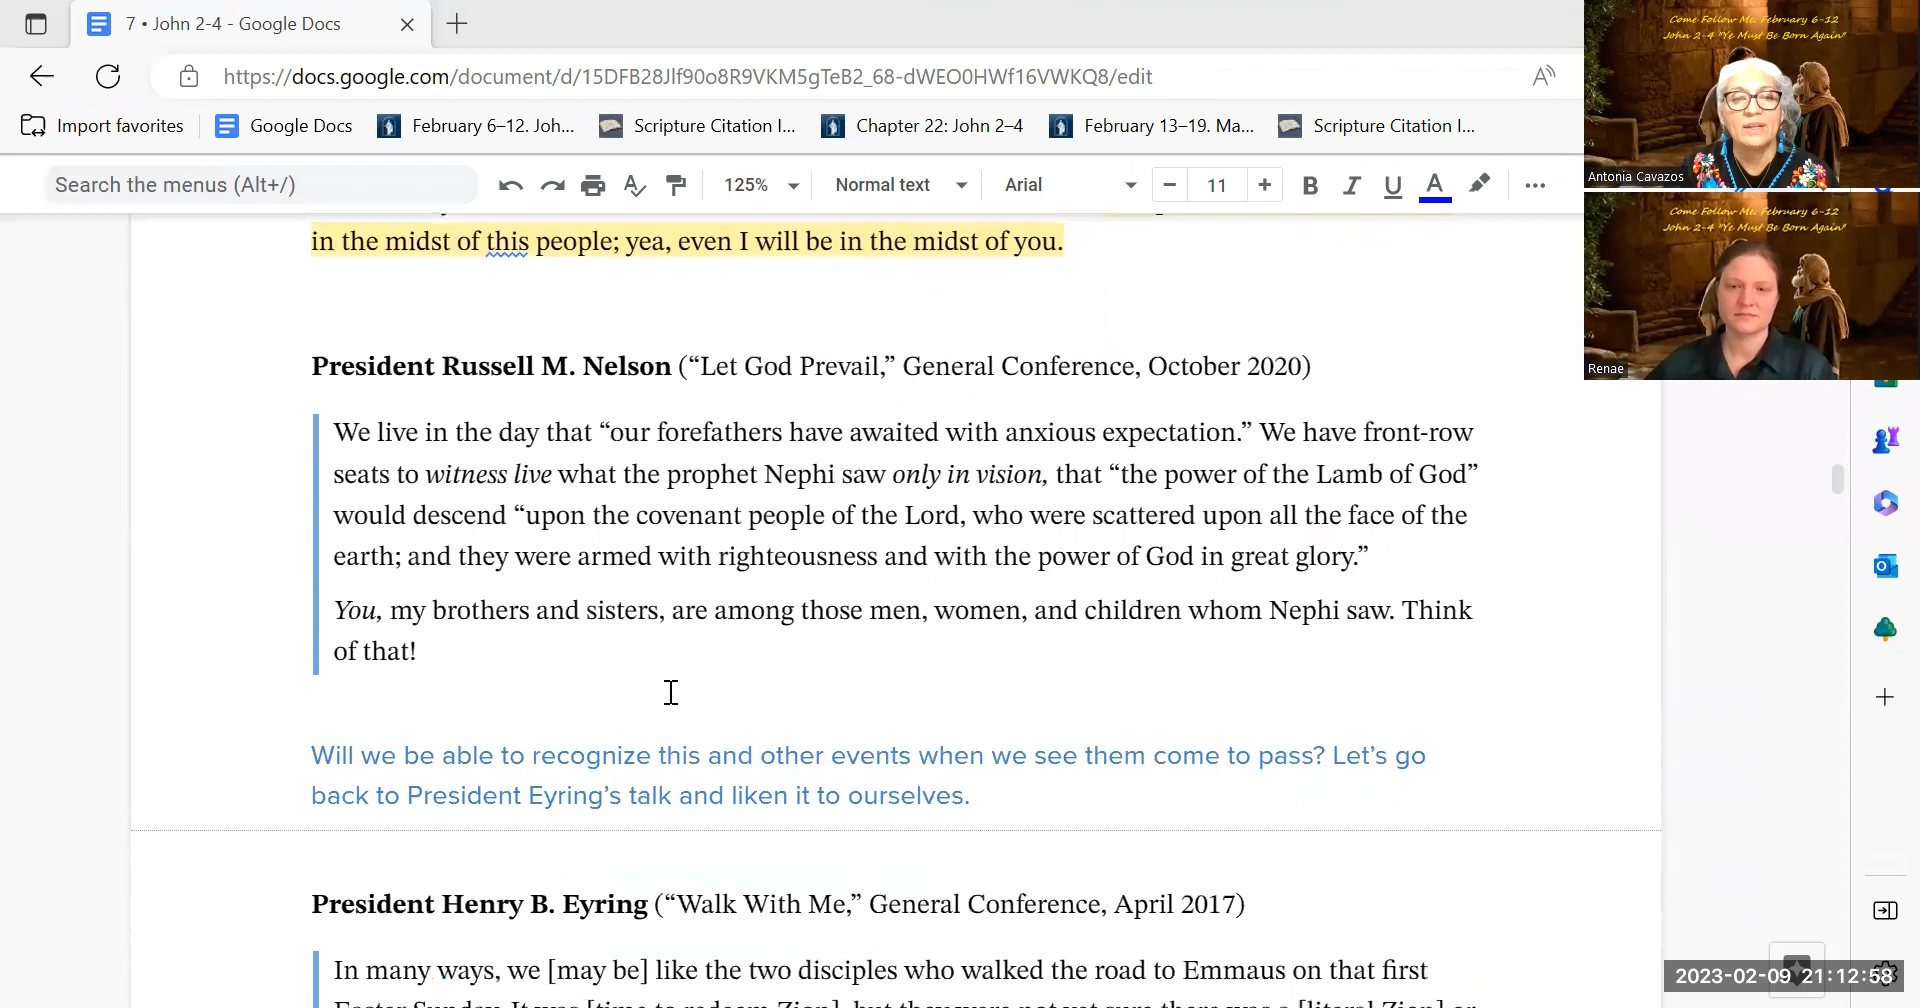 7 • John 2-4 - Google Docs
https://docs.google.com/document/d/15DFB28Jlf90o8R9VKM5gTeB2_68-dWEO0HWf16VWKQ8/edit
Import favorites Google Docs February 6–12. Joh... Scripture Citation I... Chapter 22: John 2–4 February 13–19. Ma... Scripture Citation I...
Search the menus (Alt+/) 125% Normal text Arial 11 B I U A
in the midst of this people; yea, even I will be in the midst of you.
President Russell M. Nelson (“Let God Prevail,” General Conference, October 2020)
We live in the day that “our forefathers have awaited with anxious expectation.” We have front-row
seats to witness live what the prophet Nephi saw only in vision, that “the power of the Lamb of God”
would descend “upon the covenant people of the Lord, who were scattered upon all the face of the
earth; and they were armed with righteousness and with the power of God in great glory.”
You, my brothers and sisters, are among those men, women, and children whom Nephi saw. Think
of that!
Will we be able to recognize this and other events when we see them come to pass? Let’s go
back to President Eyring’s talk and liken it to ourselves.
President Henry B. Eyring (“Walk With Me,” General Conference, April 2017)
In many ways, we [may be] like the two disciples who walked the road to Emmaus on that first
Come Follow Me: February 6-12
John 2-4 "Ye Must Be Born Again"
Antonia Cavazos
Come Follow Me: February 6-12
John 2-4 "Ye Must Be Born Again"
Renae
2023-02-09 21:12:58